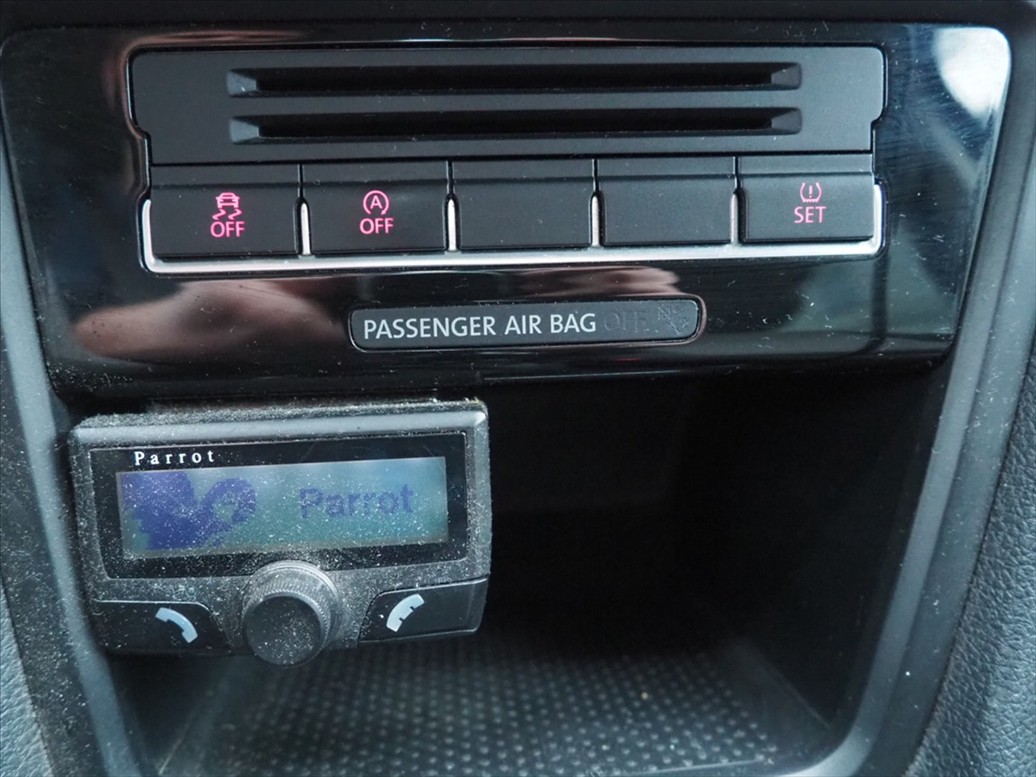 OFF
A
OFF
!
SET
PASSENGER AIR BAG OFF
Parrot
Parrot